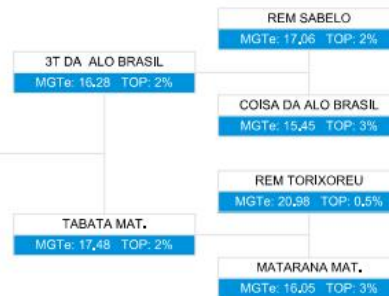 REM SABELO
MGTe: 17.06 TOP: 2%
3T DA ALO BRASIL
MGTe: 16.28 TOP: 2%
COISA DA ALO BRASIL
MGTe: 15.45 TOP: 3%
REM TORIXOREU
MGTe: 20.98 TOP: 0.5%
TABATA MAT.
MGTe: 17.48 TOP: 2%
MATARANA MAT.
MGTe: 16.05 TOP: 3%